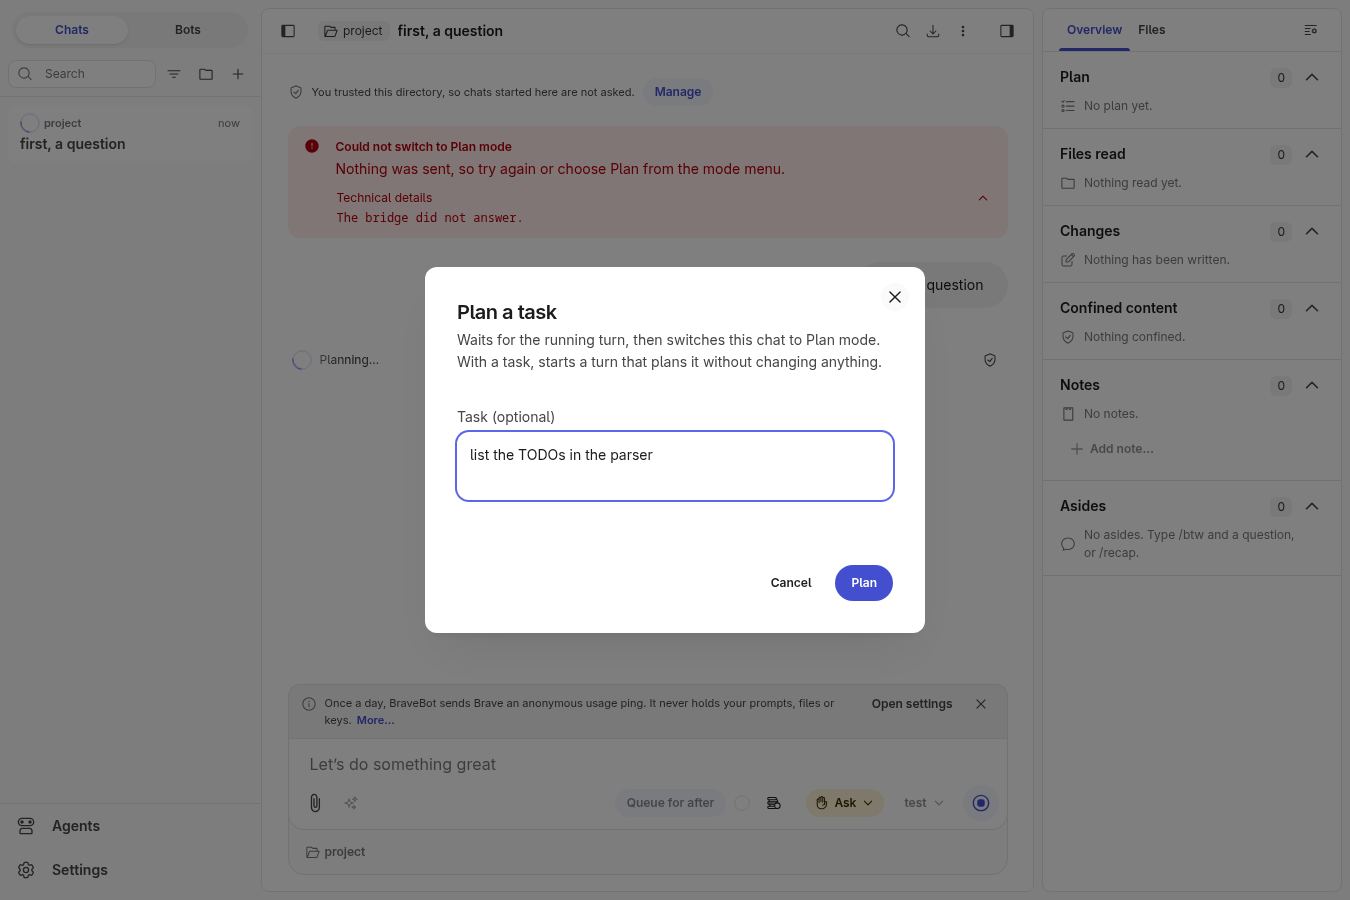 Chats
Bots
Search
project
now
first, a question
Agents
Settings
project
first, a question
You trusted this directory, so chats started here are not asked.
Manage
Could not switch to Plan mode
Nothing was sent, so try again or choose Plan from the mode menu.
Technical details
The bridge did not answer.
question
Planning...
Plan a task
Waits for the running turn, then switches this chat to Plan mode.
With a task, starts a turn that plans it without changing anything.
Task (optional)
list the TODOs in the parser
Cancel
Plan
Once a day, BraveBot sends Brave an anonymous usage ping. It never holds your prompts, files or
keys. More...
Open settings
Let's do something great
Queue for after
Ask
test
project
Overview
Files
Plan
0
No plan yet.
Files read
0
Nothing read yet.
Changes
0
Nothing has been written.
Confined content
0
Nothing confined.
Notes
0
No notes.
Add note...
Asides
0
No asides. Type /btw and a question,
or /recap.